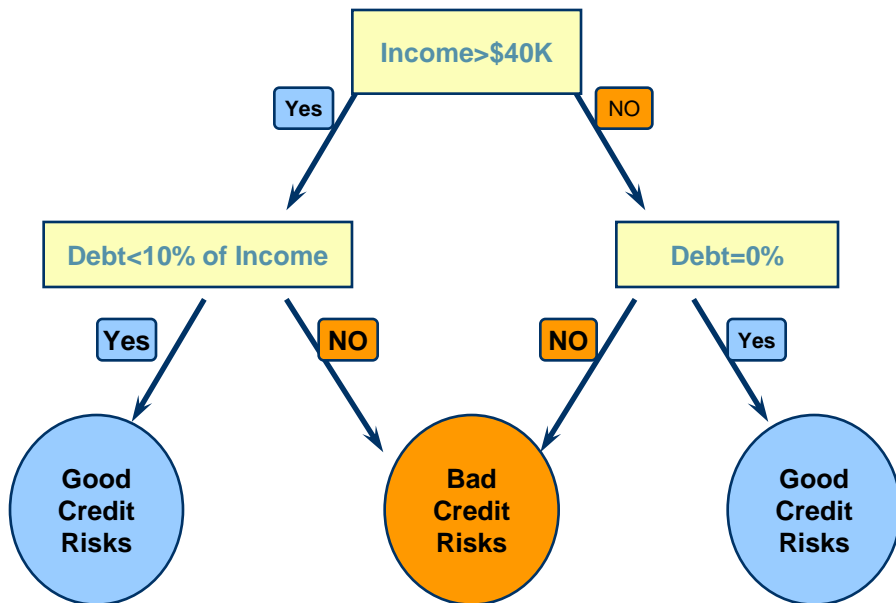 Income>$40K
Yes
NO
Debt<10% of Income
Debt=0%
Yes
NO
NO
Yes
Good
Credit
Risks
Bad
Credit
Risks
Good
Credit
Risks